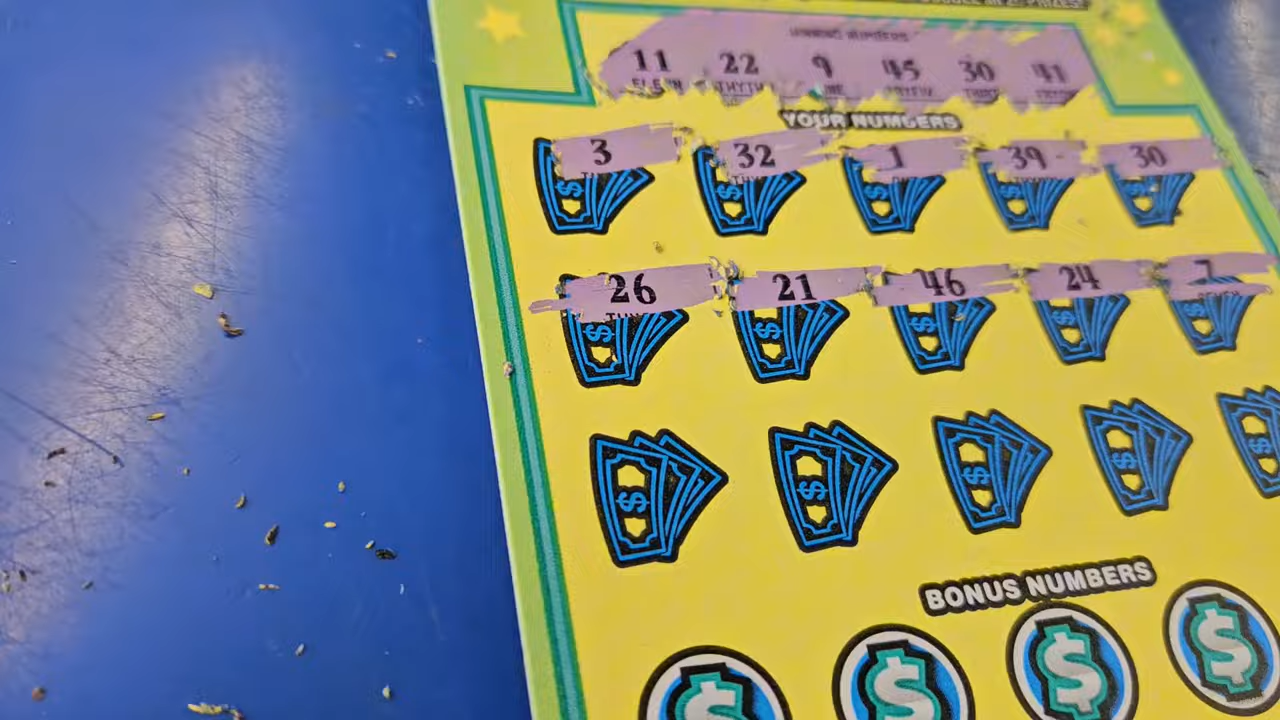 WINNING NUMBERS
11 22 9 45 30 41
YOUR NUMBERS
3 32 1 39 30
26 21 46 24 7
BONUS NUMBERS